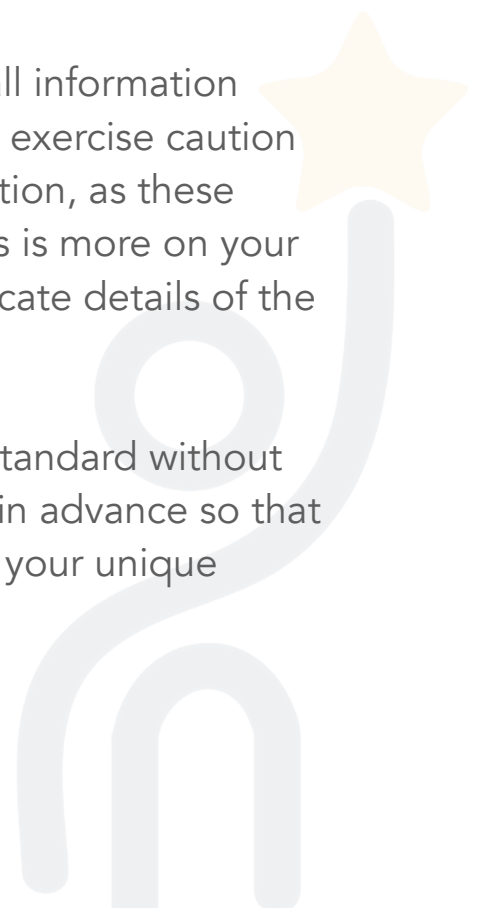 all information
exercise caution
tion, as these
s is more on your
cate details of the
tandard without
in advance so that
your unique